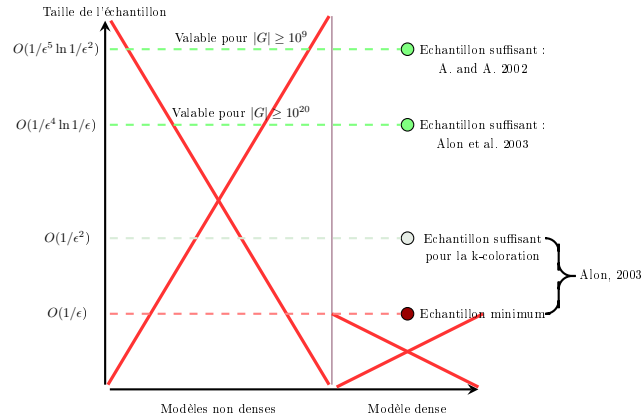 Taille de l'échantillon
O(1/ϵ⁵ ln 1/ϵ²)
Valable pour |G| ≥ 10⁹
Echantillon suffisant :
A. and A. 2002
O(1/ϵ⁴ ln 1/ϵ)
Valable pour |G| ≥ 10²⁰
Echantillon suffisant :
Alon et al. 2003
O(1/ϵ²)
Echantillon suffisant
pour la k-coloration
Alon, 2003
O(1/ϵ)
Echantillon minimum
Modèles non denses
Modèle dense